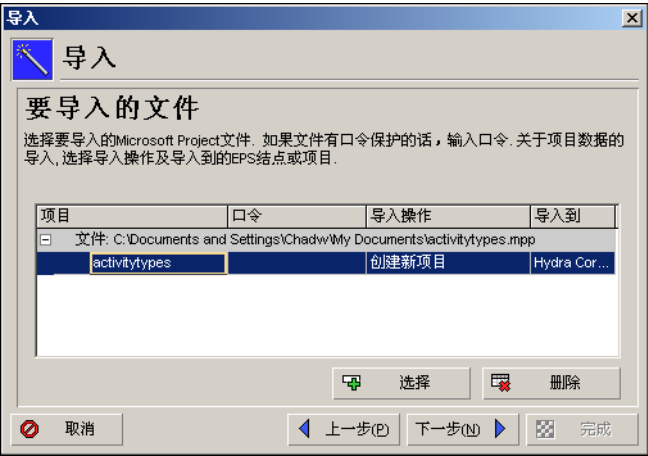 导入
导入
要导入的文件
选择要导入的Microsoft Project文件. 如果文件有口令保护的话，输入口令. 关于项目数据的
导入, 选择导入操作及导入到的EPS结点或项目.
项目 口令 导入操作 导入到
文件: C:\Documents and Settings\Chadw\My Documents\activitytypes.mpp
activitytypes 创建新项目 Hydra Cor...
选择 删除
取消 上一步(P) 下一步(N) 完成